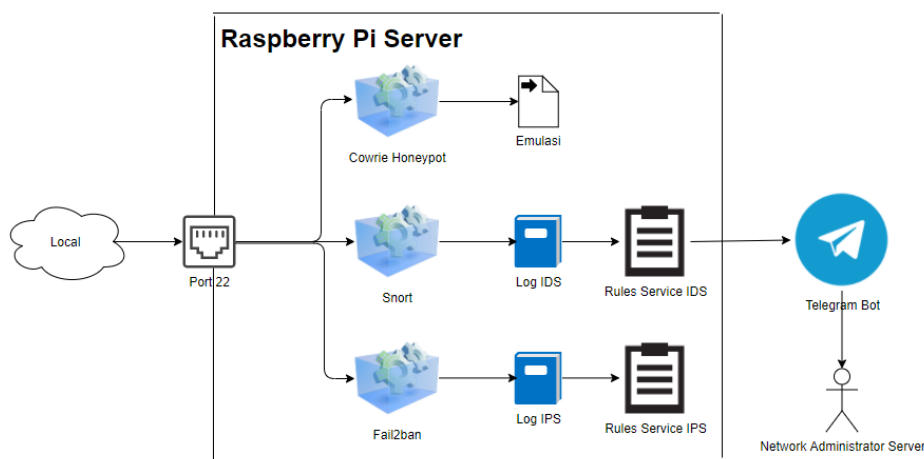 Raspberry Pi Server
Cowrie Honeypot
Emulasi
Local
Port 22
Snort
Log IDS
Rules Service IDS
Telegram Bot
Fail2ban
Log IPS
Rules Service IPS
Network Administrator Server